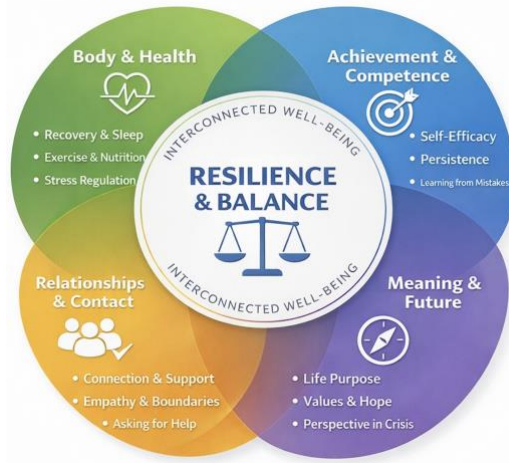 Body & Health
• Recovery & Sleep
• Exercise & Nutrition
• Stress Regulation
Achievement &
Competence
• Self-Efficacy
• Persistence
• Learning from Mistakes
INTERCONNECTED WELL-BEING
RESILIENCE
& BALANCE
INTERCONNECTED WELL-BEING
Relationships
& Contact
• Connection & Support
• Empathy & Boundaries
• Asking for Help
Meaning &
Future
• Life Purpose
• Values & Hope
• Perspective in Crisis